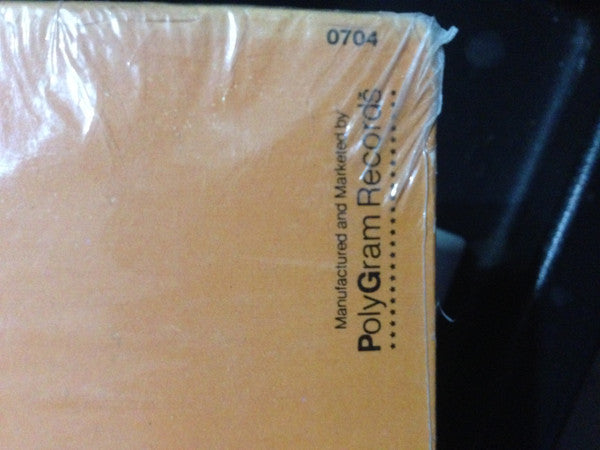 0704
Manufactured and Marketed by
PolyGram Records